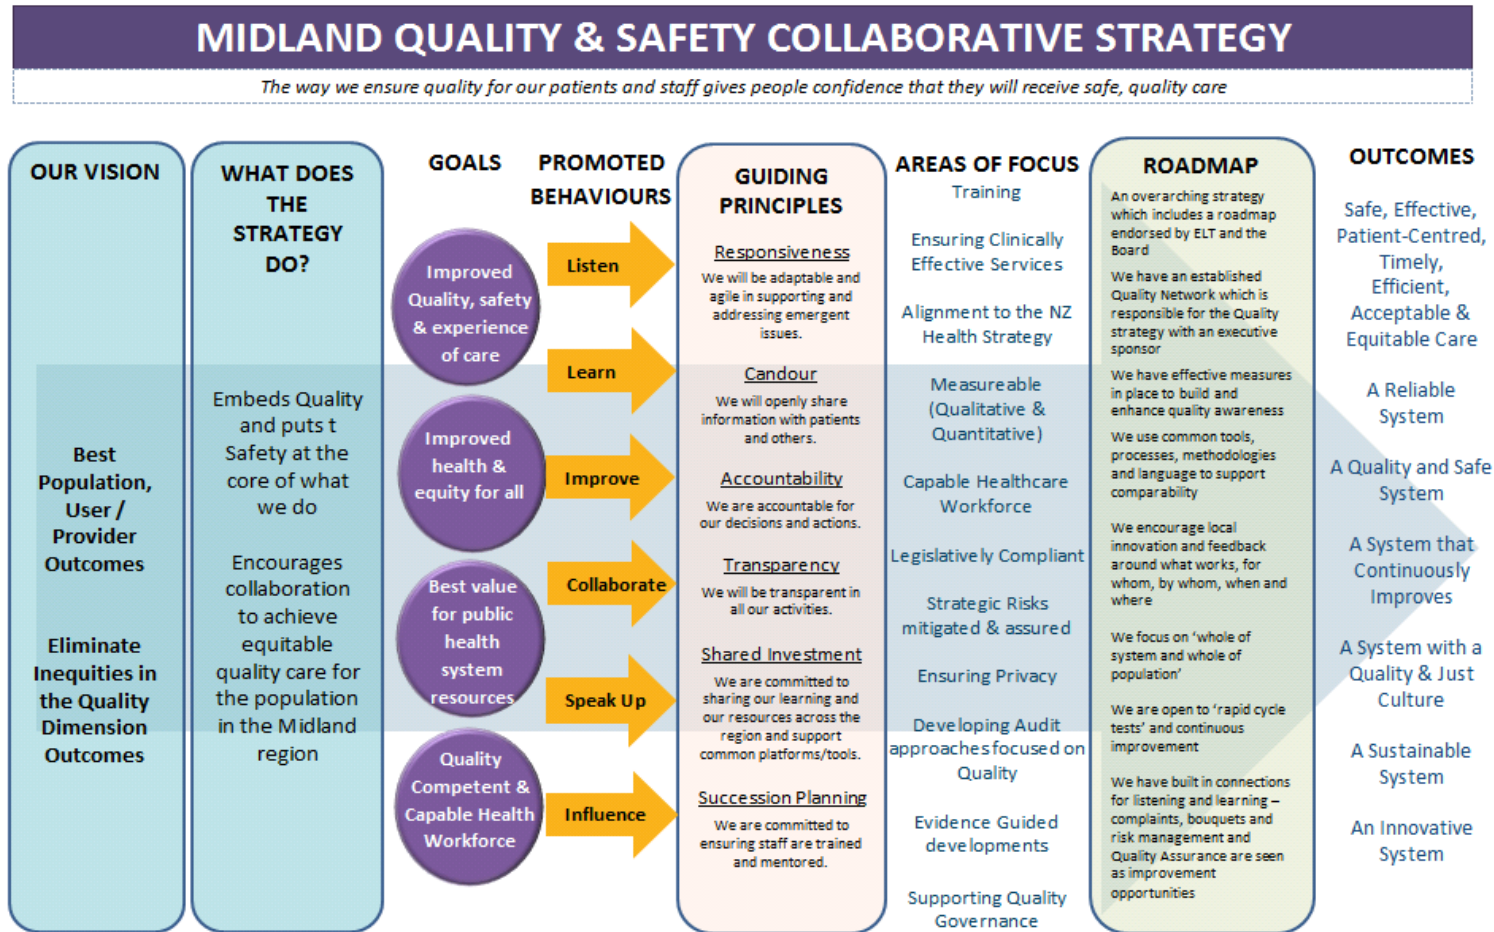 MIDLAND QUALITY & SAFETY COLLABORATIVE STRATEGY
The way we ensure quality for our patients and staff gives people confidence that they will receive safe, quality care
OUR VISION
Best
Population,
User /
Provider
Outcomes
Eliminate
Inequities in
the Quality
Dimension
Outcomes
WHAT DOES
THE
STRATEGY
DO?
Embeds Quality
and puts t
Safety at the
core of what
we do
Encourages
collaboration
to achieve
equitable
quality care for
the population
in the Midland
region
GOALS
Improved
Quality, safety
& experience
of care
Improved
health &
equity for all
Best value
for public
health
system
resources
Quality
Competent &
Capable Health
Workforce
PROMOTED
BEHAVIOURS
Listen
Learn
Improve
Collaborate
Speak Up
Influence
GUIDING
PRINCIPLES
Responsiveness
We will be adaptable and
agile in supporting and
addressing emergent
issues.
Candour
We will openly share
information with patients
and others.
Accountability
We are accountable for
our decisions and actions.
Transparency
We will be transparent in
all our activities.
Shared Investment
We are committed to
sharing our learning and
our resources across the
region and support
common platforms/tools.
Succession Planning
We are committed to
ensuring staff are trained
and mentored.
AREAS OF FOCUS
Training
Ensuring Clinically
Effective Services
Alignment to the NZ
Health Strategy
Measureable
(Qualitative &
Quantitative)
Capable Healthcare
Workforce
Legislatively Compliant
Strategic Risks
mitigated & assured
Ensuring Privacy
Developing Audit
approaches focused on
Quality
Evidence Guided
developments
Supporting Quality
Governance
ROADMAP
An overarching strategy
which includes a roadmap
endorsed by ELT and the
Board
We have an established
Quality Network which is
responsible for the Quality
strategy with an executive
sponsor
We have effective measures
in place to build and
enhance quality awareness
We use common tools,
processes, methodologies
and language to support
comparability
We encourage local
innovation and feedback
around what works, for
whom, by whom, when and
where
We focus on ‘whole of
system and whole of
population’
We are open to ‘rapid cycle
tests’ and continuous
improvement
We have built in connections
for listening and learning –
complaints, bouquets and
risk management and
Quality Assurance are seen
as improvement
opportunities
OUTCOMES
Safe, Effective,
Patient-Centred,
Timely,
Efficient,
Acceptable &
Equitable Care
A Reliable
System
A Quality and Safe
System
A System that
Continuously
Improves
A System with a
Quality & Just
Culture
A Sustainable
System
An Innovative
System